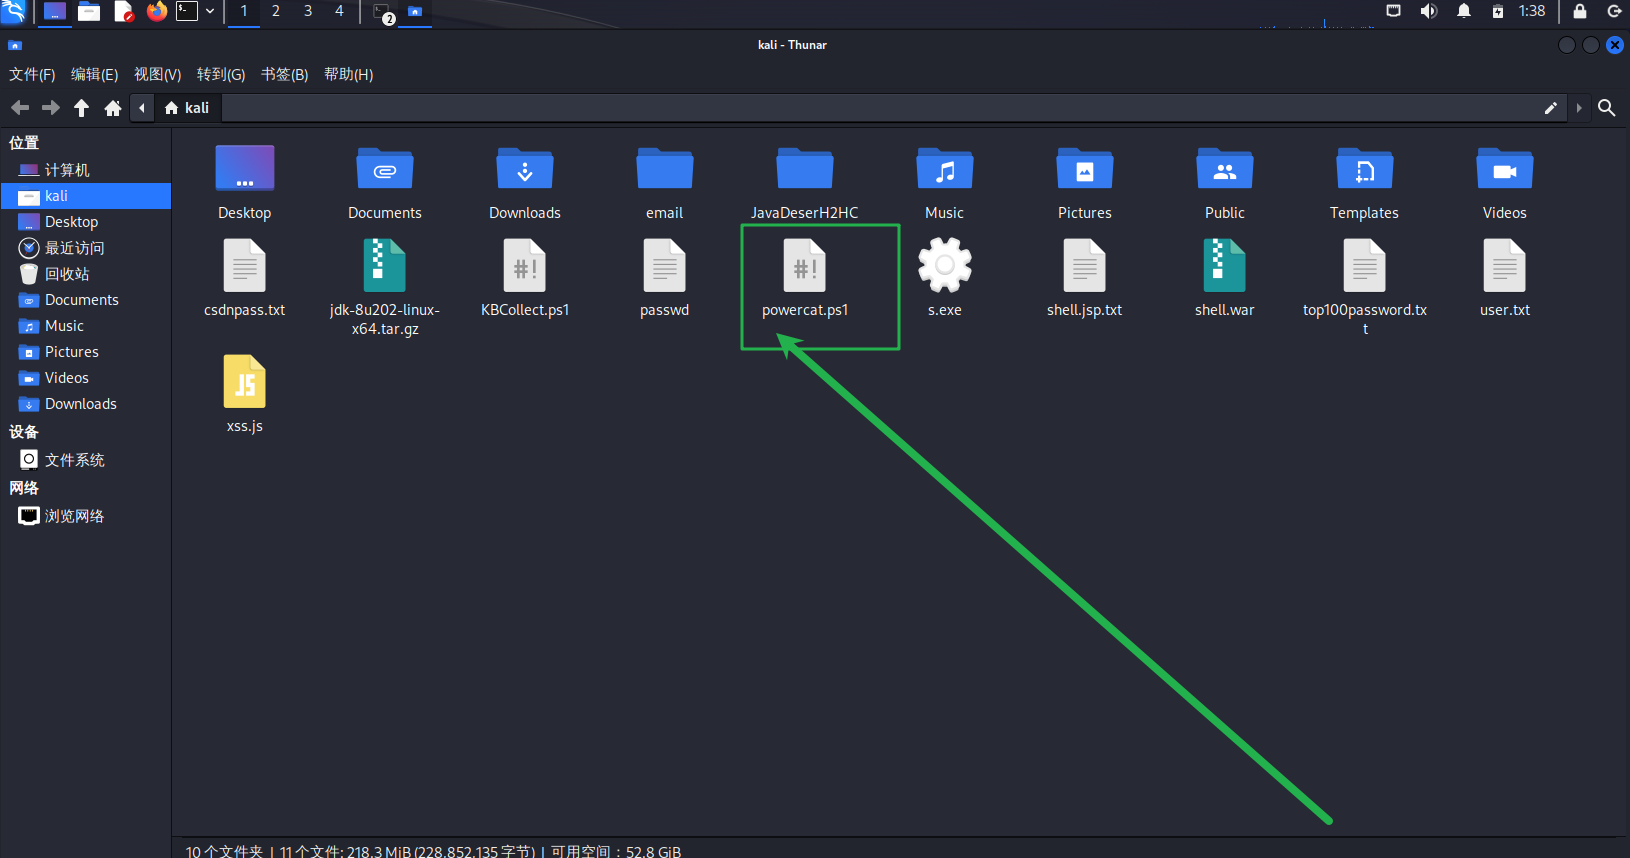 1 2 3 4 2 1:38
kali - Thunar
文件(F) 编辑(E) 视图(V) 转到(G) 书签(B) 帮助(H)
kali
位置
计算机
kali
Desktop
最近访问
回收站
Documents
Music
Pictures
Videos
Downloads
设备
文件系统
网络
浏览网络
Desktop Documents Downloads email JavaDeserH2HC Music Pictures Public Templates Videos
csdnpass.txt jdk-8u202-linux-x64.tar.gz KBCollect.ps1 passwd powercat.ps1 s.exe shell.jsp.txt shell.war top100password.txt user.txt
xss.js
10 个文件夹 | 11 个文件: 218.3 MiB (228,852,135 字节) | 可用空间：52.8 GiB